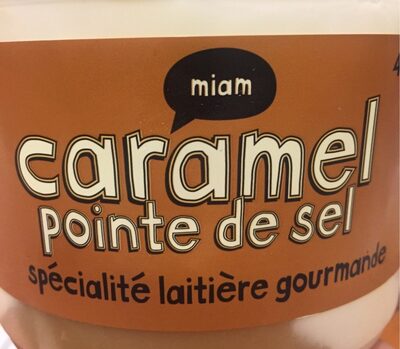 miam
caramel
pointe de sel
spécialité laitière gourmande